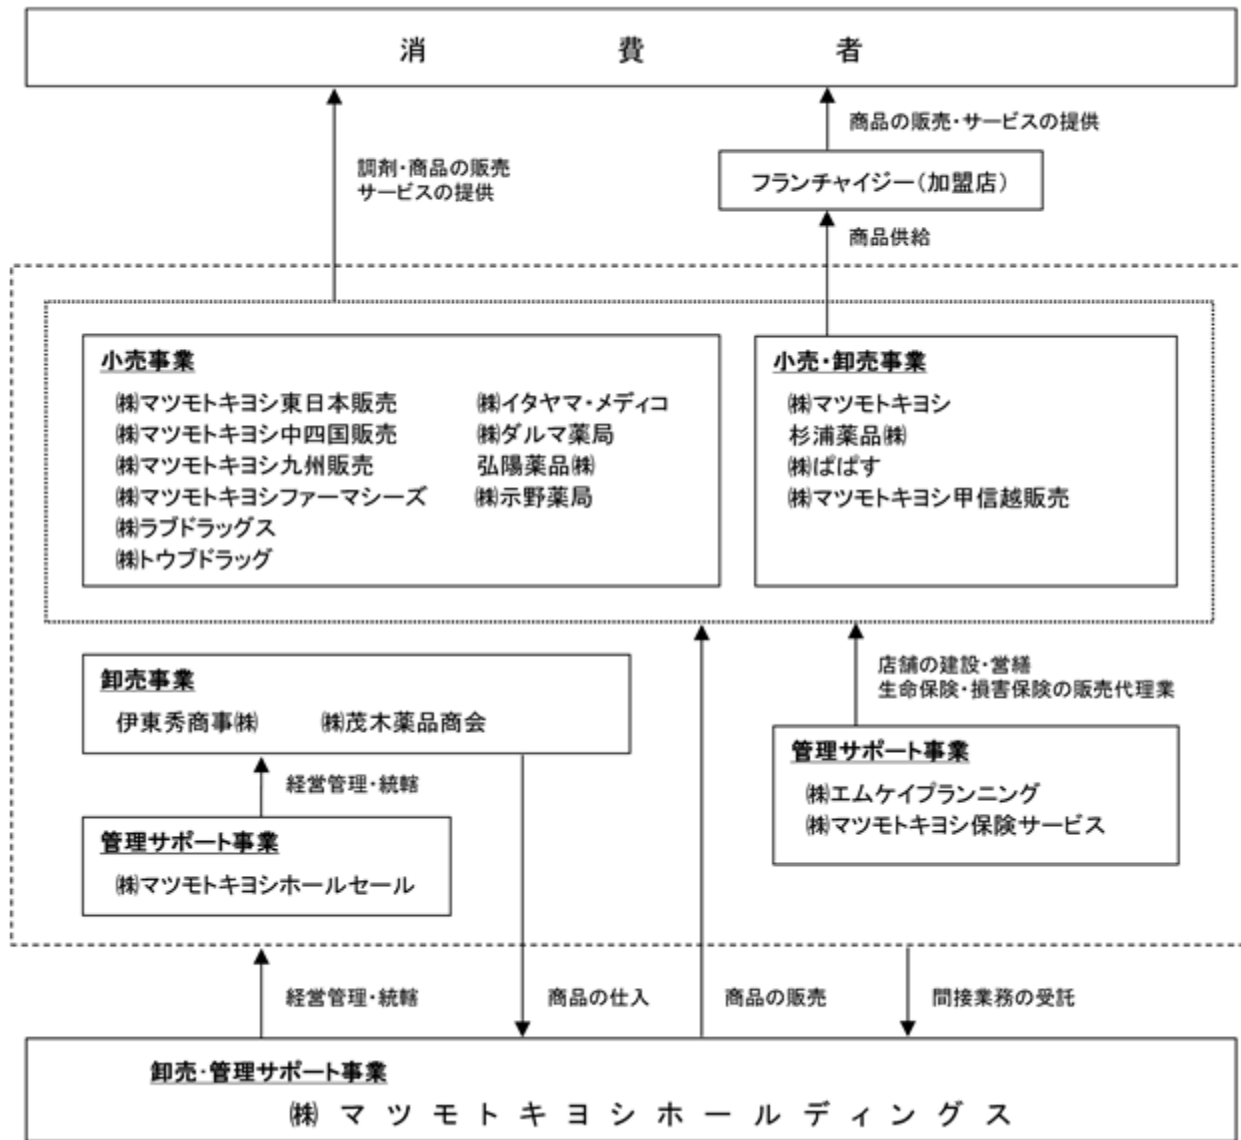 消費者
商品の販売・サービスの提供
調剤・商品の販売
サービスの提供
フランチャイジー(加盟店)
商品供給
小売事業
㈱マツモトキヨシ東日本販売
㈱マツモトキヨシ中四国販売
㈱マツモトキヨシ九州販売
㈱マツモトキヨシファーマシーズ
㈱ラブドラッグス
㈱トウブドラッグ
㈱イタヤマ・メディコ
㈱ダルマ薬局
弘陽薬品㈱
㈱示野薬局
小売・卸売事業
㈱マツモトキヨシ
杉浦薬品㈱
㈱ぱぱす
㈱マツモトキヨシ甲信越販売
卸売事業
伊東秀商事㈱ ㈱茂木薬品商会
店舗の建設・営繕
生命保険・損害保険の販売代理業
経営管理・統轄
管理サポート事業
㈱マツモトキヨシホールセール
管理サポート事業
㈱エムケイプランニング
㈱マツモトキヨシ保険サービス
経営管理・統轄
商品の仕入
商品の販売
間接業務の受託
卸売・管理サポート事業
㈱マツモトキヨシホールディングス